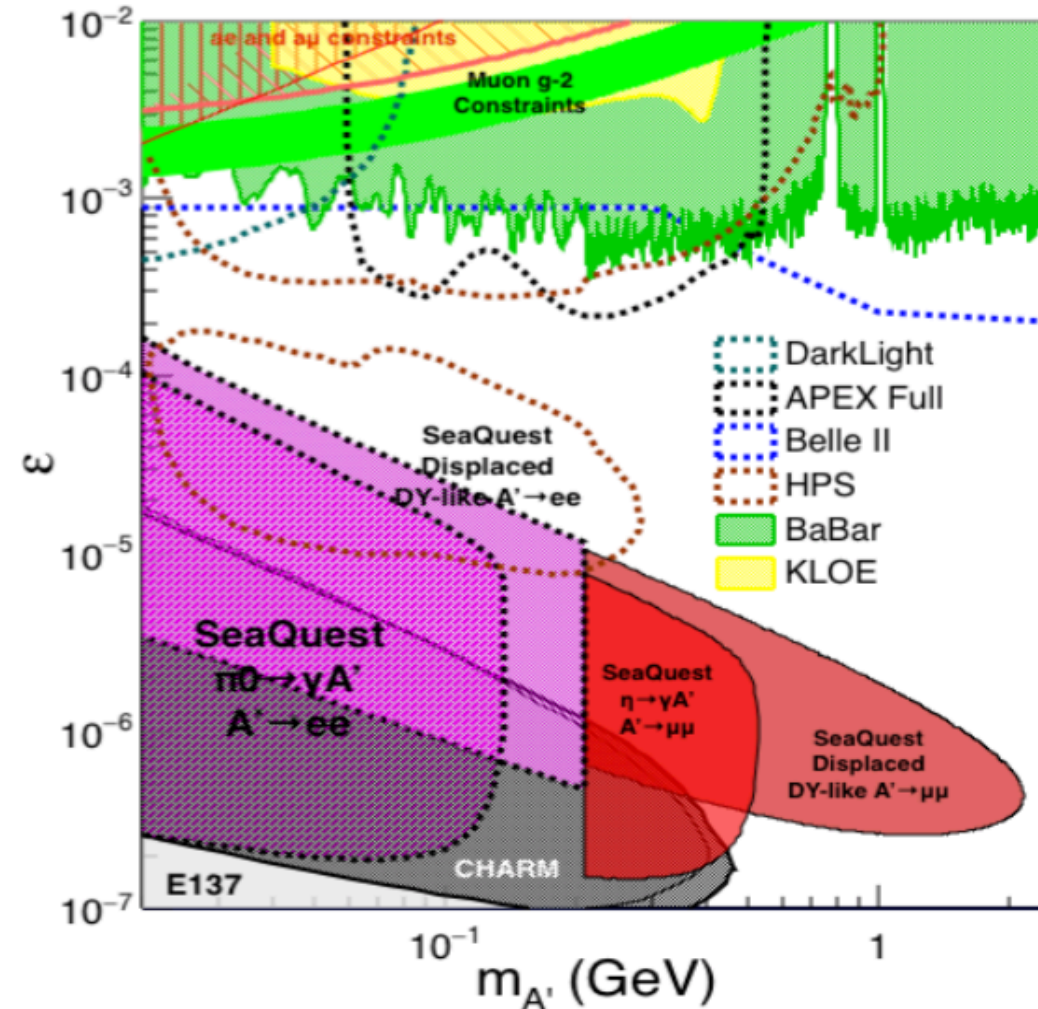 10⁻²
ae and aμ constraints
Muon g-2
Constraints
10⁻³
DarkLight
10⁻⁴
APEX Full
SeaQuest
Displaced
DY-like A'→ee
Belle II
ε
HPS
10⁻⁵
BaBar
KLOE
SeaQuest
π0→γA'
A'→ee
SeaQuest
η→γA'
A'→μμ
10⁻⁶
SeaQuest
Displaced
DY-like A'→μμ
CHARM
E137
10⁻⁷
10⁻¹
1
m_A' (GeV)